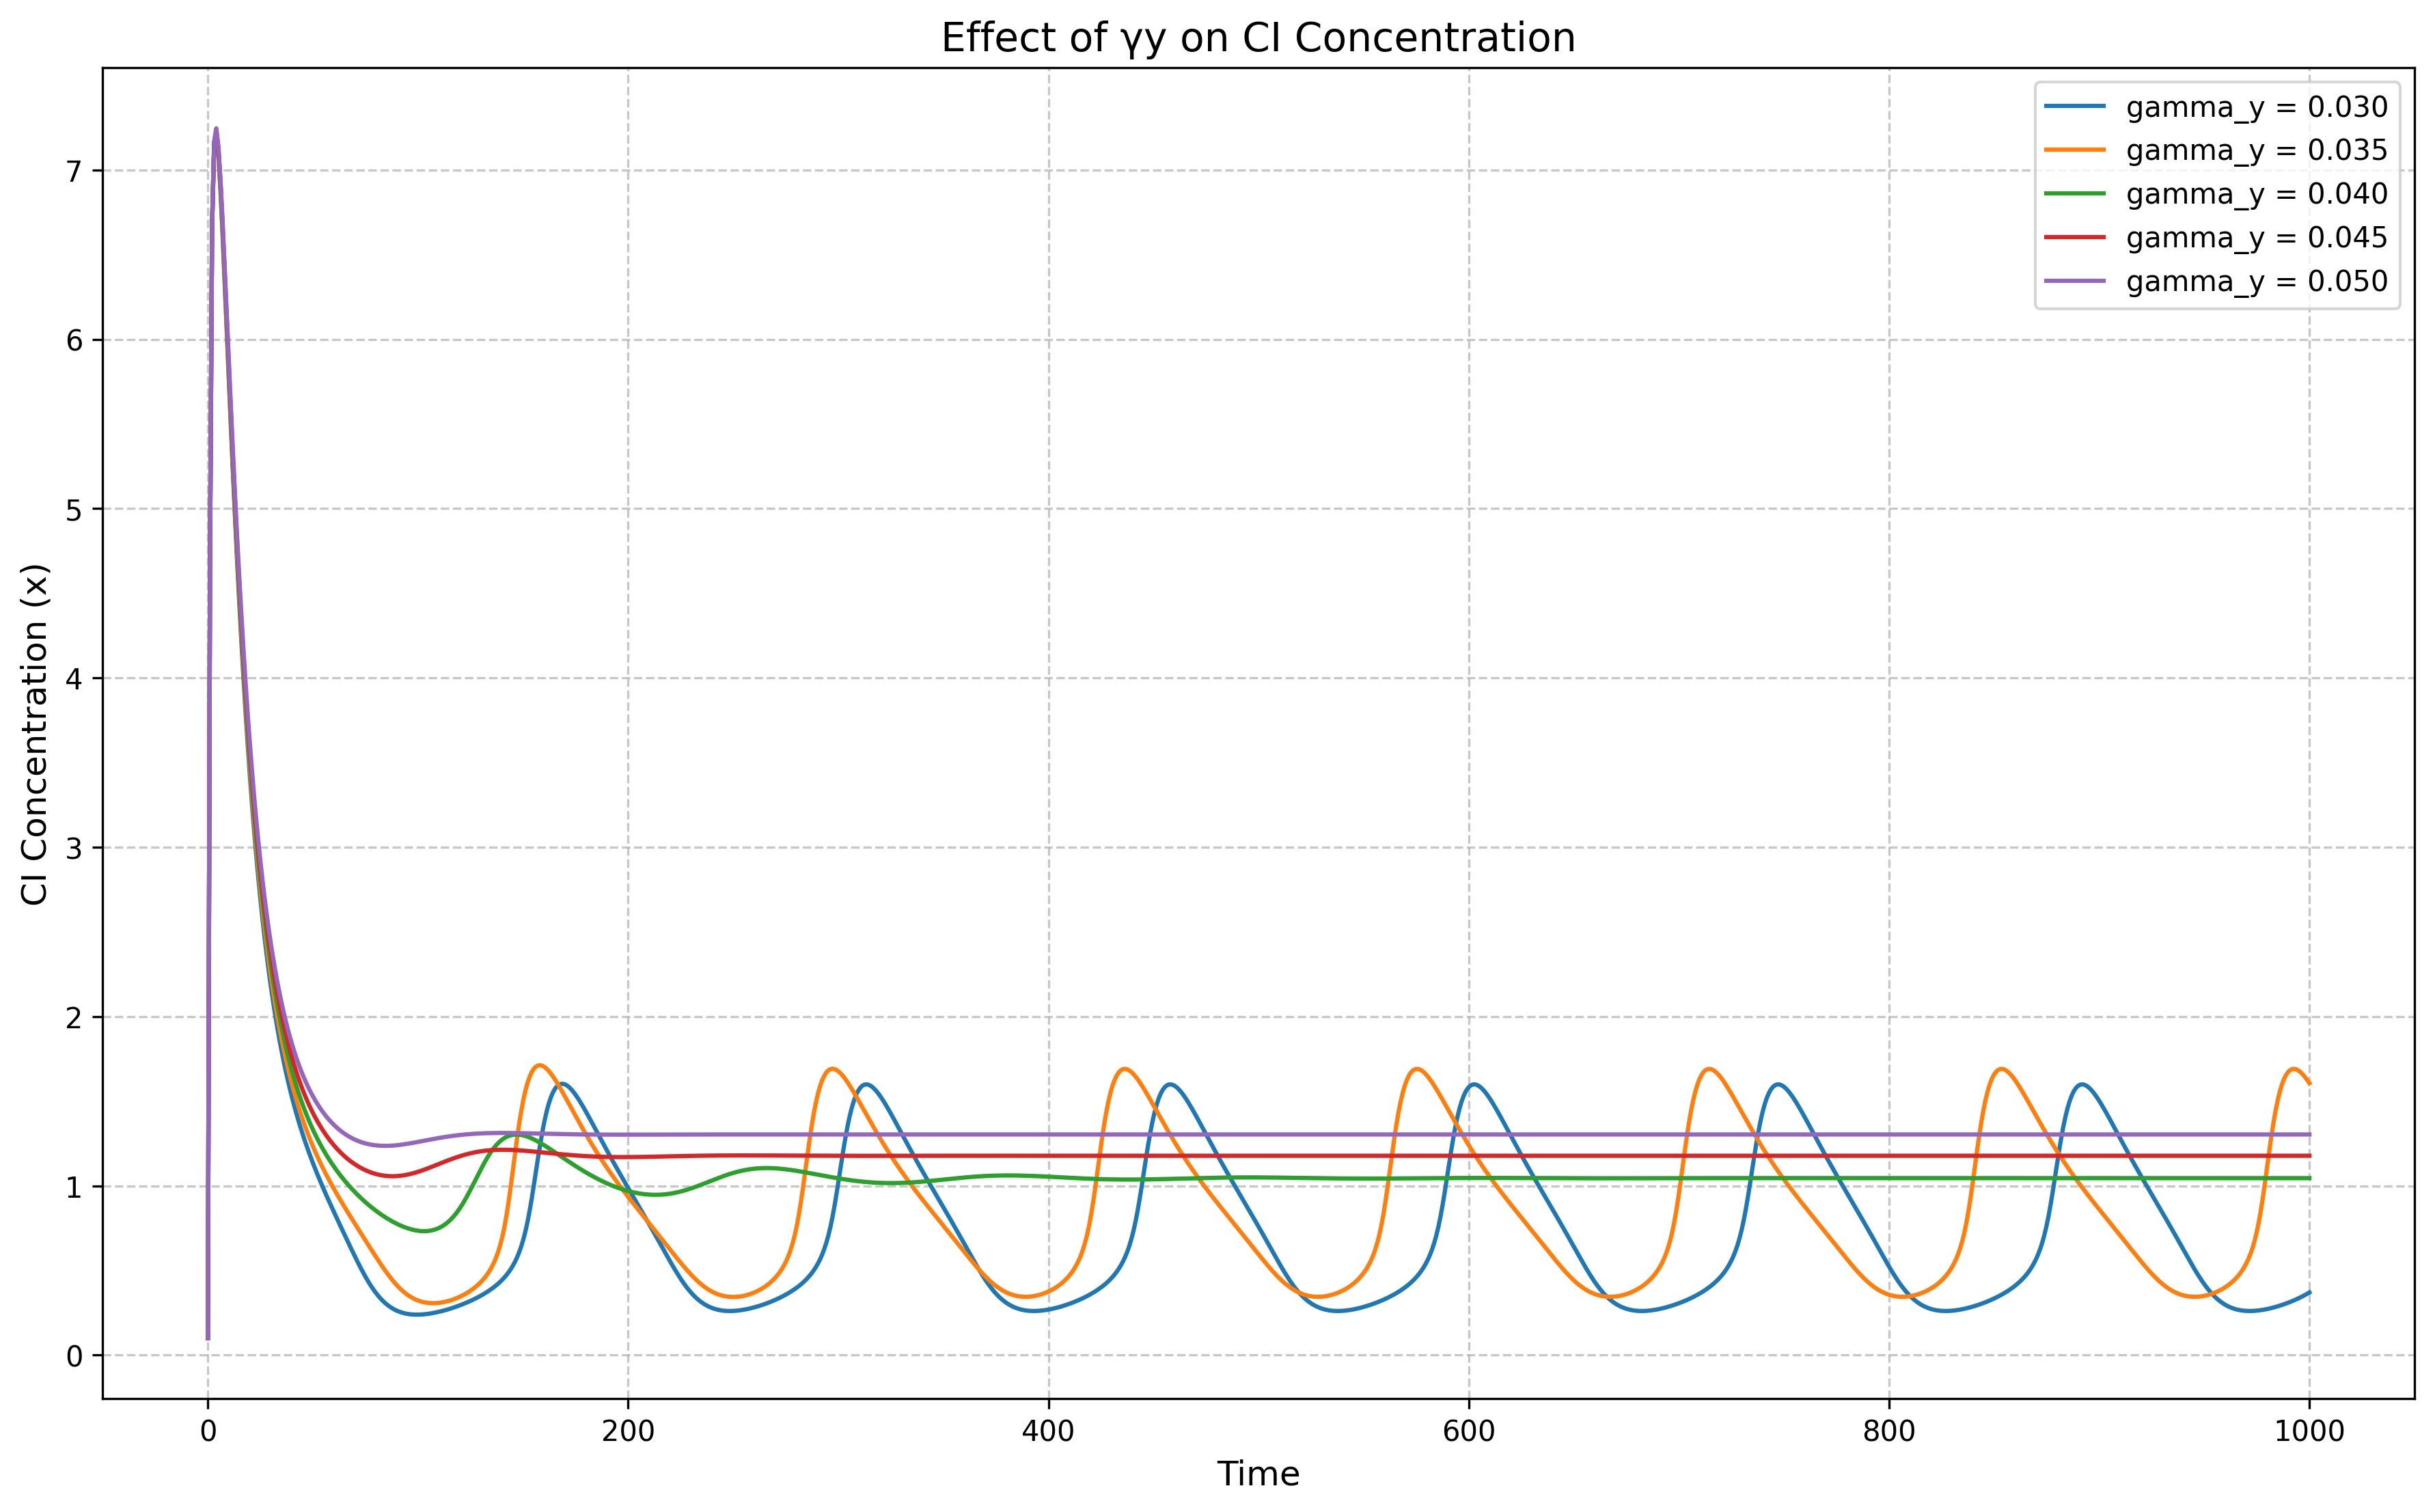 Effect of γy on CI Concentration
gamma_y = 0.030
gamma_y = 0.035
gamma_y = 0.040
gamma_y = 0.045
gamma_y = 0.050
CI Concentration (x)
7
6
5
4
3
2
1
0
0 200 400 600 800 1000
Time